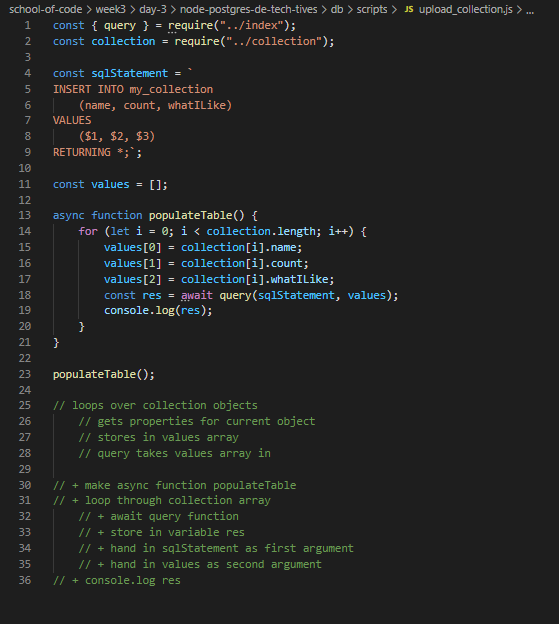 school-of-code > week3 > day-3 > node-postgres-de-tech-tives > db > scripts > JS upload_collection.js > ...
1 const { query } = require("../index");
2 const collection = require("../collection");
3
4 const sqlStatement = `
5 INSERT INTO my_collection
6     (name, count, whatILike)
7 VALUES
8     ($1, $2, $3)
9 RETURNING *;`;
10
11 const values = [];
12
13 async function populateTable() {
14     for (let i = 0; i < collection.length; i++) {
15         values[0] = collection[i].name;
16         values[1] = collection[i].count;
17         values[2] = collection[i].whatILike;
18         const res = await query(sqlStatement, values);
19         console.log(res);
20     }
21 }
22
23 populateTable();
24
25 // loops over collection objects
26     // gets properties for current object
27     // stores in values array
28     // query takes values array in
29
30 // + make async function populateTable
31 // + loop through collection array
32     // + await query function
33     // + store in variable res
34     // + hand in sqlStatement as first argument
35     // + hand in values as second argument
36 // + console.log res